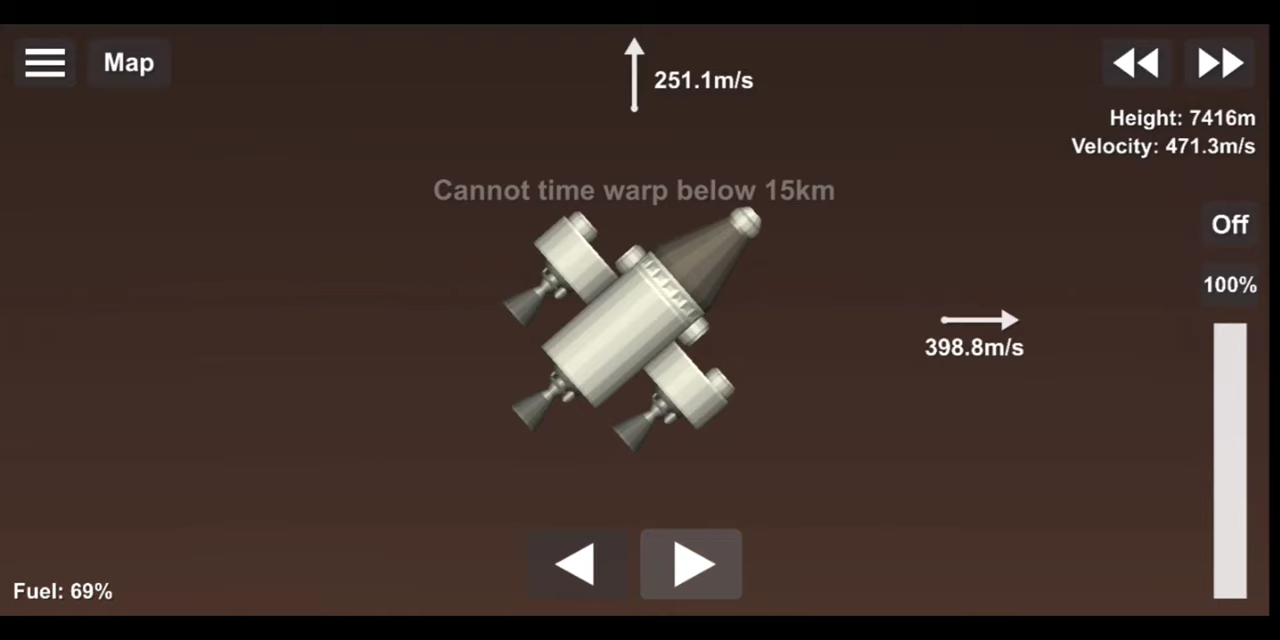 Map
251.1m/s
Height: 7416m
Velocity: 471.3m/s
Cannot time warp below 15km
Off
100%
398.8m/s
Fuel: 69%